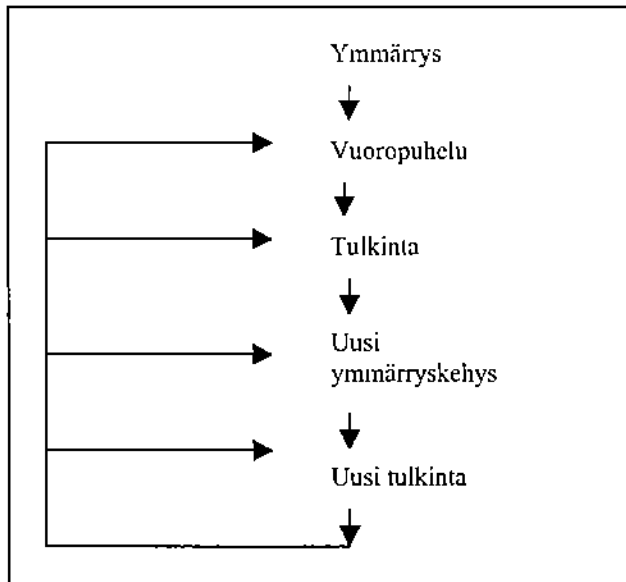 Ymmärrys
Vuoropuhelu
Tulkinta
Uusi
ymmärryskehys
Uusi tulkinta